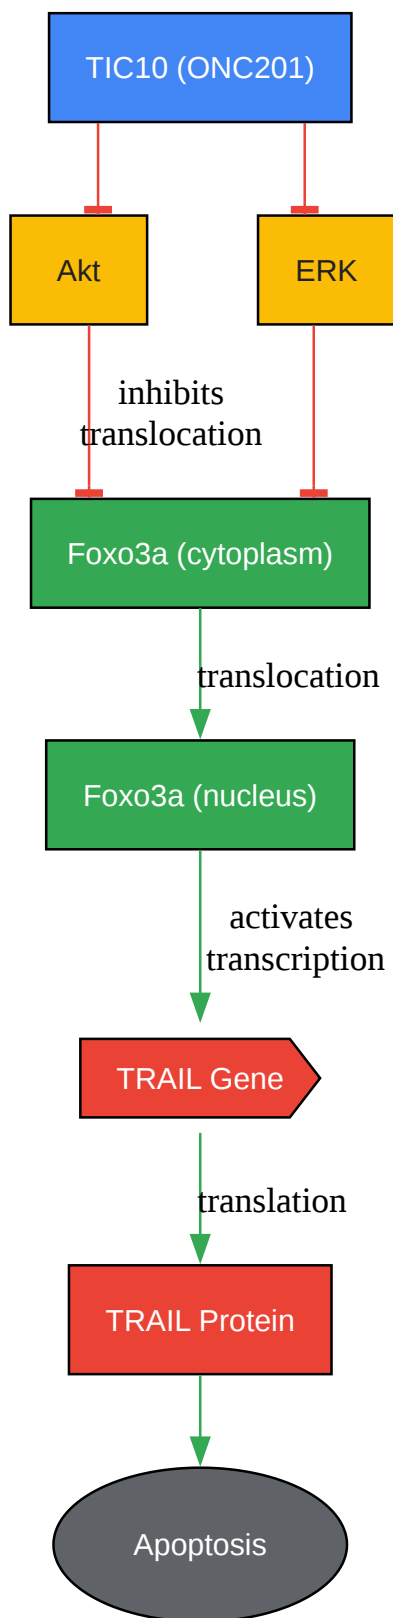 TIC10 (ONC201)
Akt
ERK
inhibits
translocation
Foxo3a (cytoplasm)
translocation
Foxo3a (nucleus)
activates
transcription
TRAIL Gene
translation
TRAIL Protein
Apoptosis